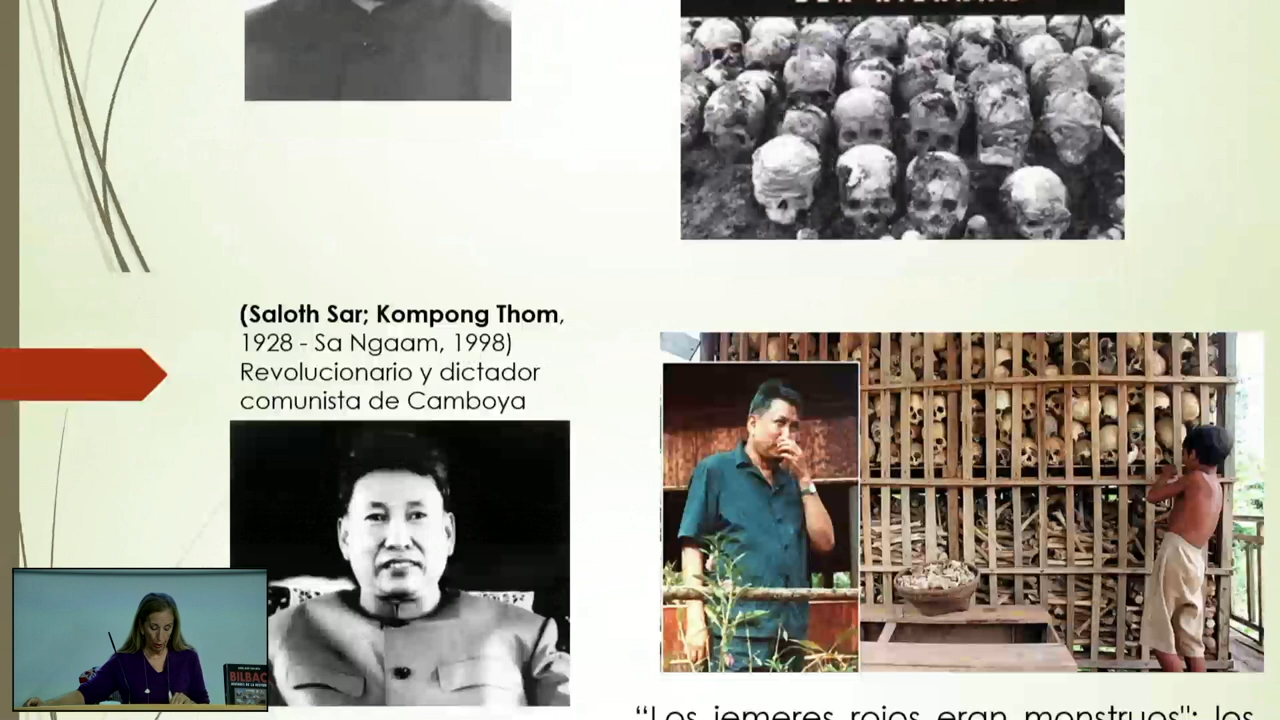 (Saloth Sar; Kompong Thom,
1928 - Sa Ngaam, 1998)
Revolucionario y dictador
comunista de Camboya
“Los jemeres rojos eran monstruos": los
BILBAO